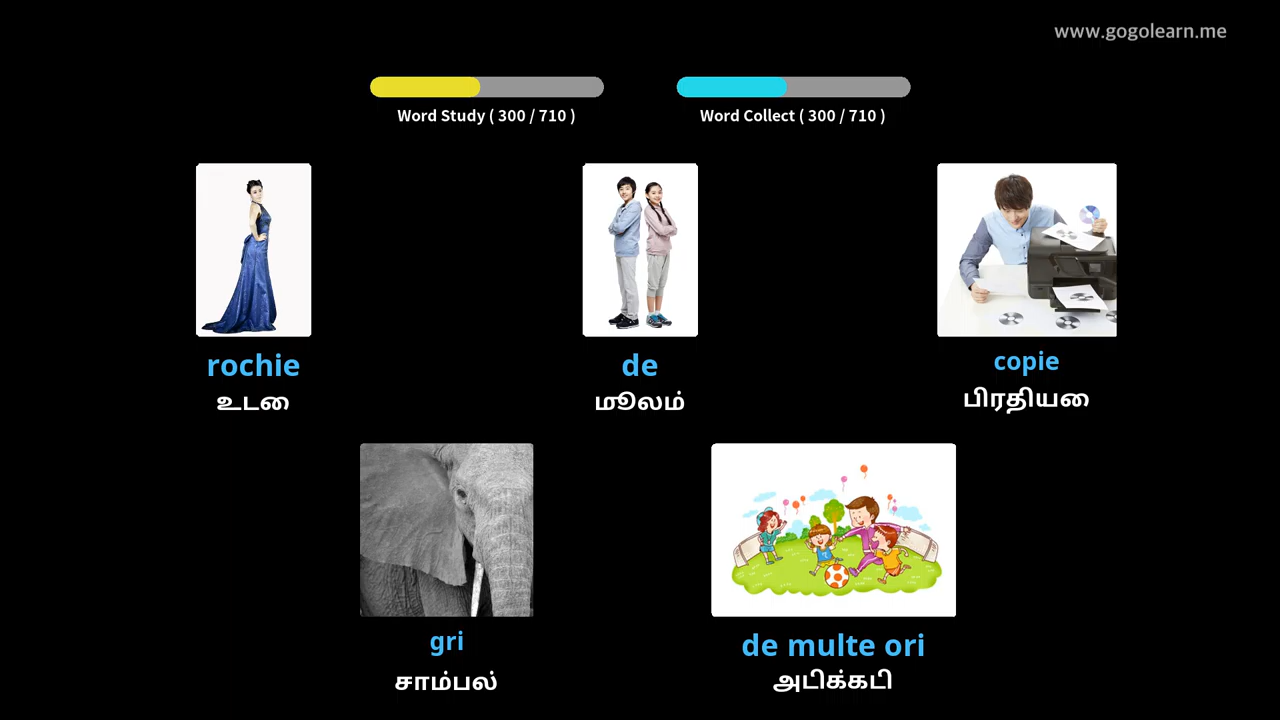 www.gogolearn.me
Word Study ( 300 / 710 )
Word Collect ( 300 / 710 )
rochie
உடை
de
மூலம்
copie
பிரதியை
gri
சாம்பல்
de multe ori
அடிக்கடி